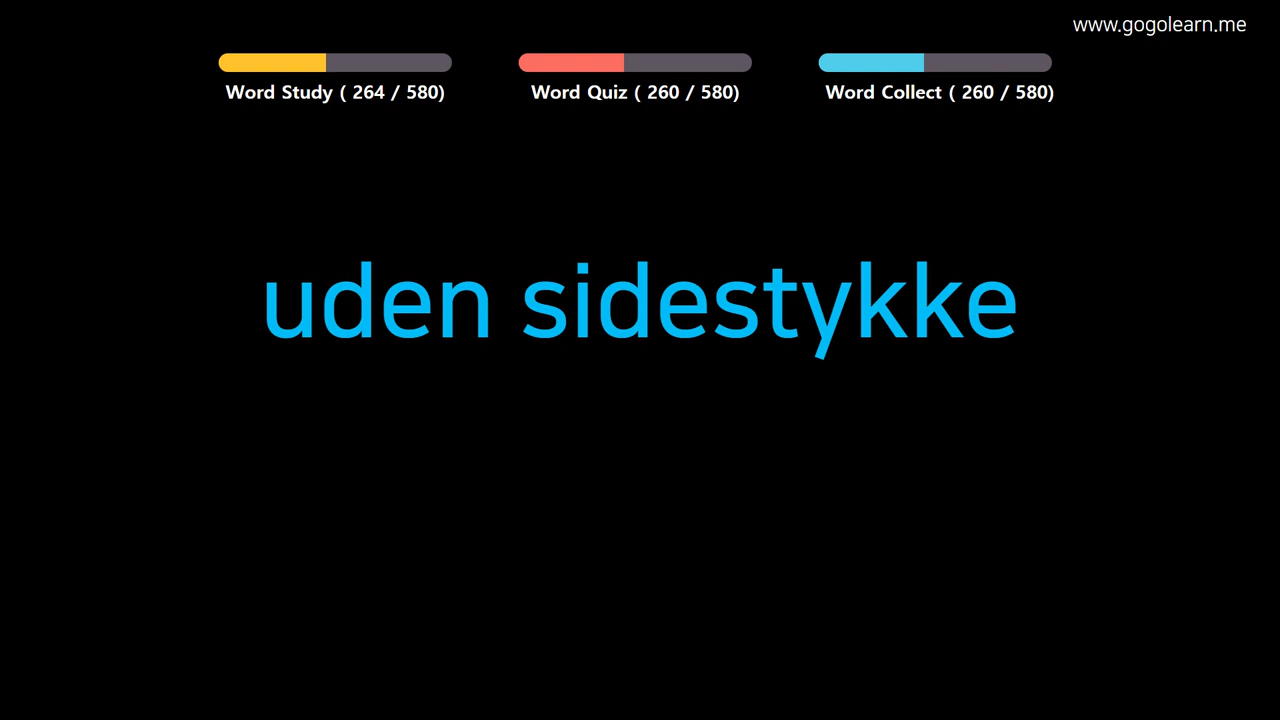 www.gogolearn.me
Word Study ( 264 / 580)
Word Quiz ( 260 / 580)
Word Collect ( 260 / 580)
uden sidestykke